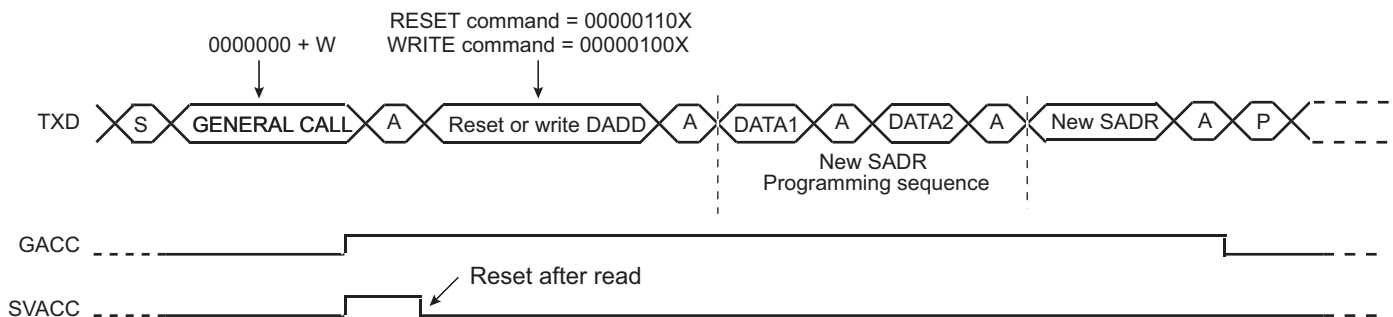 RESET command = 00000110X
0000000 + W
WRITE command = 00000100X
TXD
S
GENERAL CALL
A
Reset or write DADD
A
DATA1
A
DATA2
A
New SADR
A
P
New SADR
Programming sequence
GACC
Reset after read
SVACC